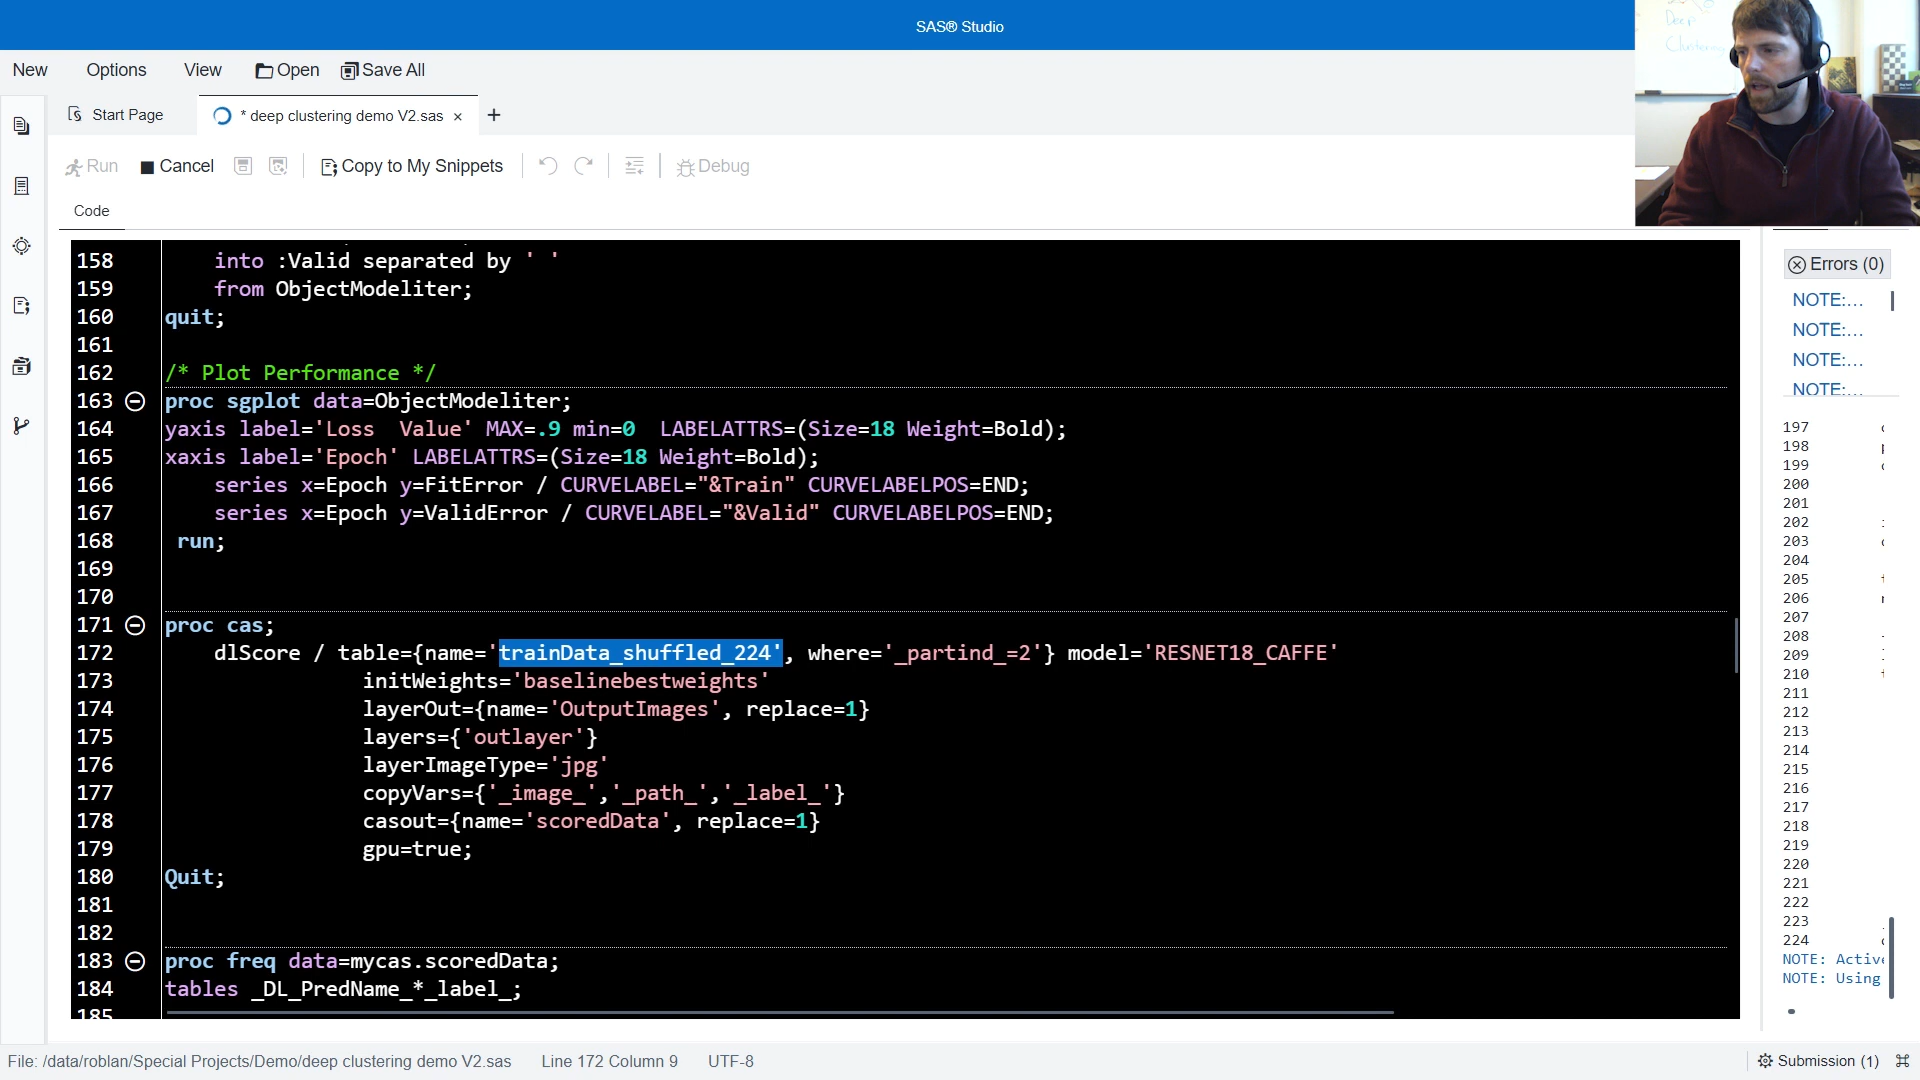 SAS® Studio
New Options View Open Save All
Start Page * deep clustering demo V2.sas × +
Run Cancel Copy to My Snippets Debug
Code
Deep
Clustering
158 into :Valid separated by ' '
159 from ObjectModeliter;
160 quit;
161
162 /* Plot Performance */
163 proc sgplot data=ObjectModeliter;
164 yaxis label='Loss  Value' MAX=.9 min=0  LABELATTRS=(Size=18 Weight=Bold);
165 xaxis label='Epoch' LABELATTRS=(Size=18 Weight=Bold);
166 series x=Epoch y=FitError / CURVELABEL="&Train" CURVELABELPOS=END;
167 series x=Epoch y=ValidError / CURVELABEL="&Valid" CURVELABELPOS=END;
168 run;
169
170
171 proc cas;
172 dlScore / table={name='trainData_shuffled_224', where='_partind_=2'} model='RESNET18_CAFFE'
173 initWeights='baselinebestweights'
174 layerOut={name='OutputImages', replace=1}
175 layers={'outlayer'}
176 layerImageType='jpg'
177 copyVars={'_image_','_path_','_label_'}
178 casout={name='scoredData', replace=1}
179 gpu=true;
180 Quit;
181
182
183 proc freq data=mycas.scoredData;
184 tables _DL_PredName_*_label_;
185
Errors (0)
NOTE:...
NOTE:...
NOTE:...
NOTE:...
197
198
199
200
201
202
203
204
205
206
207
208
209
210
211
212
213
214
215
216
217
218
219
220
221
222
223
224
NOTE: Active
NOTE: Using
File: /data/roblan/Special Projects/Demo/deep clustering demo V2.sas Line 172 Column 9 UTF-8
Submission (1)